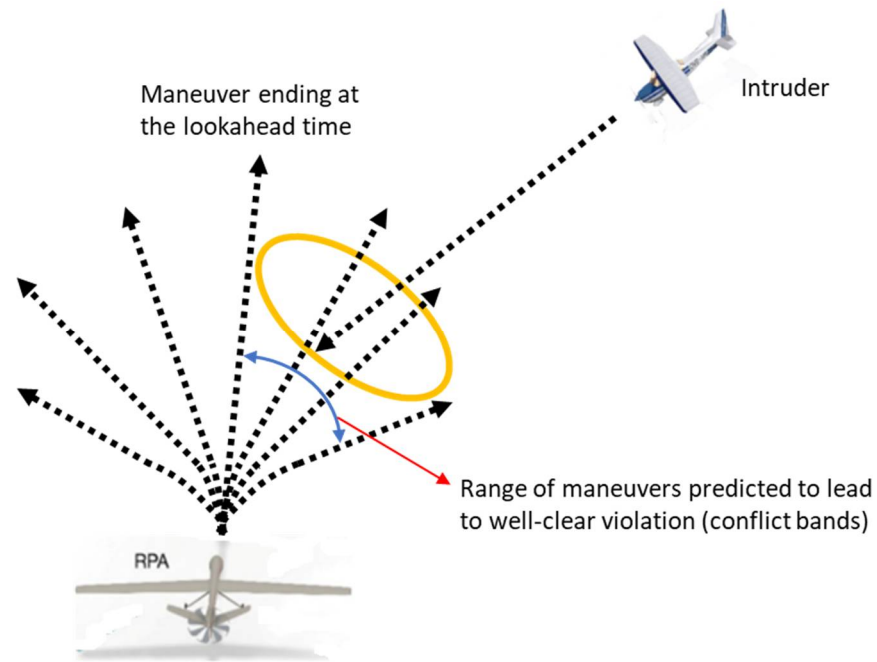 Maneuver ending at
the lookahead time
Intruder
Range of maneuvers predicted to lead
to well-clear violation (conflict bands)
RPA